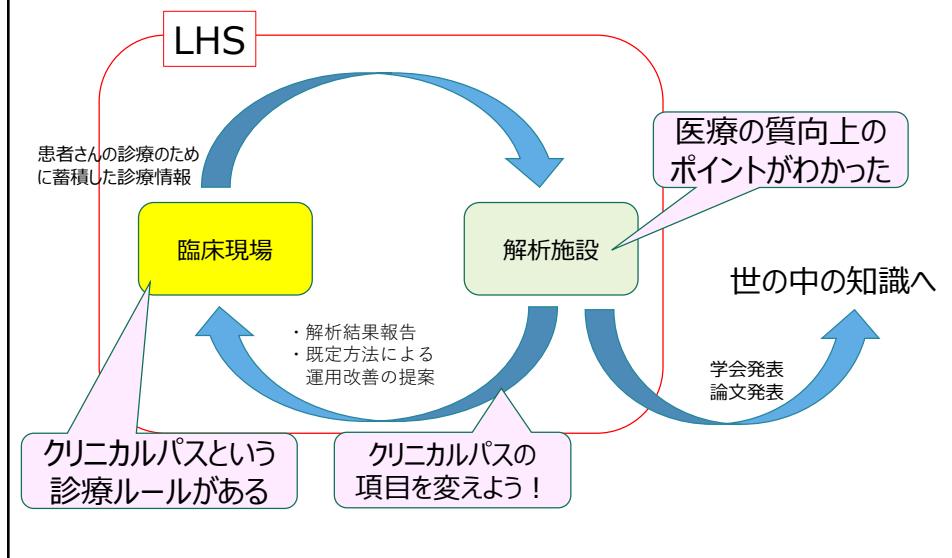 LHS
患者さんの診療のため
に蓄積した診療情報
医療の質向上の
ポイントがわかった
臨床現場
解析施設
世の中の知識へ
・解析結果報告
・既定方法による
運用改善の提案
学会発表
論文発表
クリニカルパスという
診療ルールがある
クリニカルパスの
項目を変えよう！